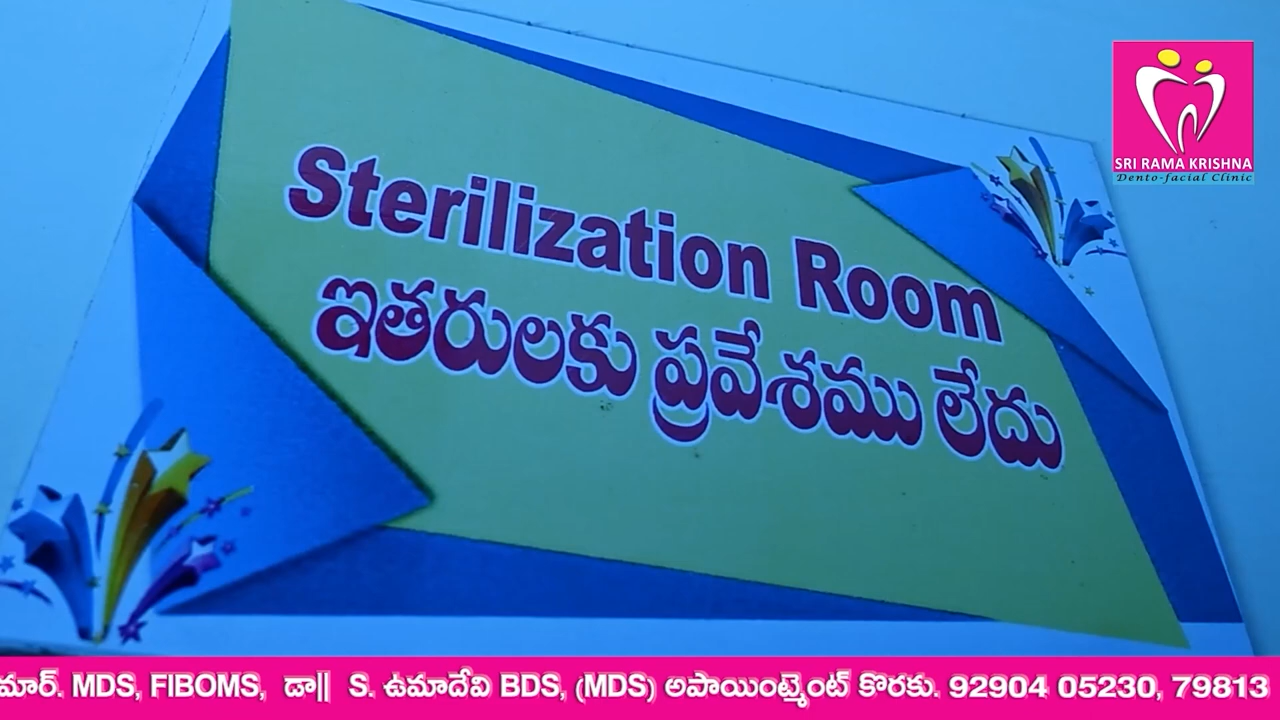 SRI RAMA KRISHNA
Dento-facial Clinic
Sterilization Room
ఇతరులకు ప్రవేశము లేదు
మార్. MDS, FIBOMS, డా|| S. ఉమాదేవి BDS, (MDS) అపాయింట్మెంట్ కొరకు. 92904 05230, 79813